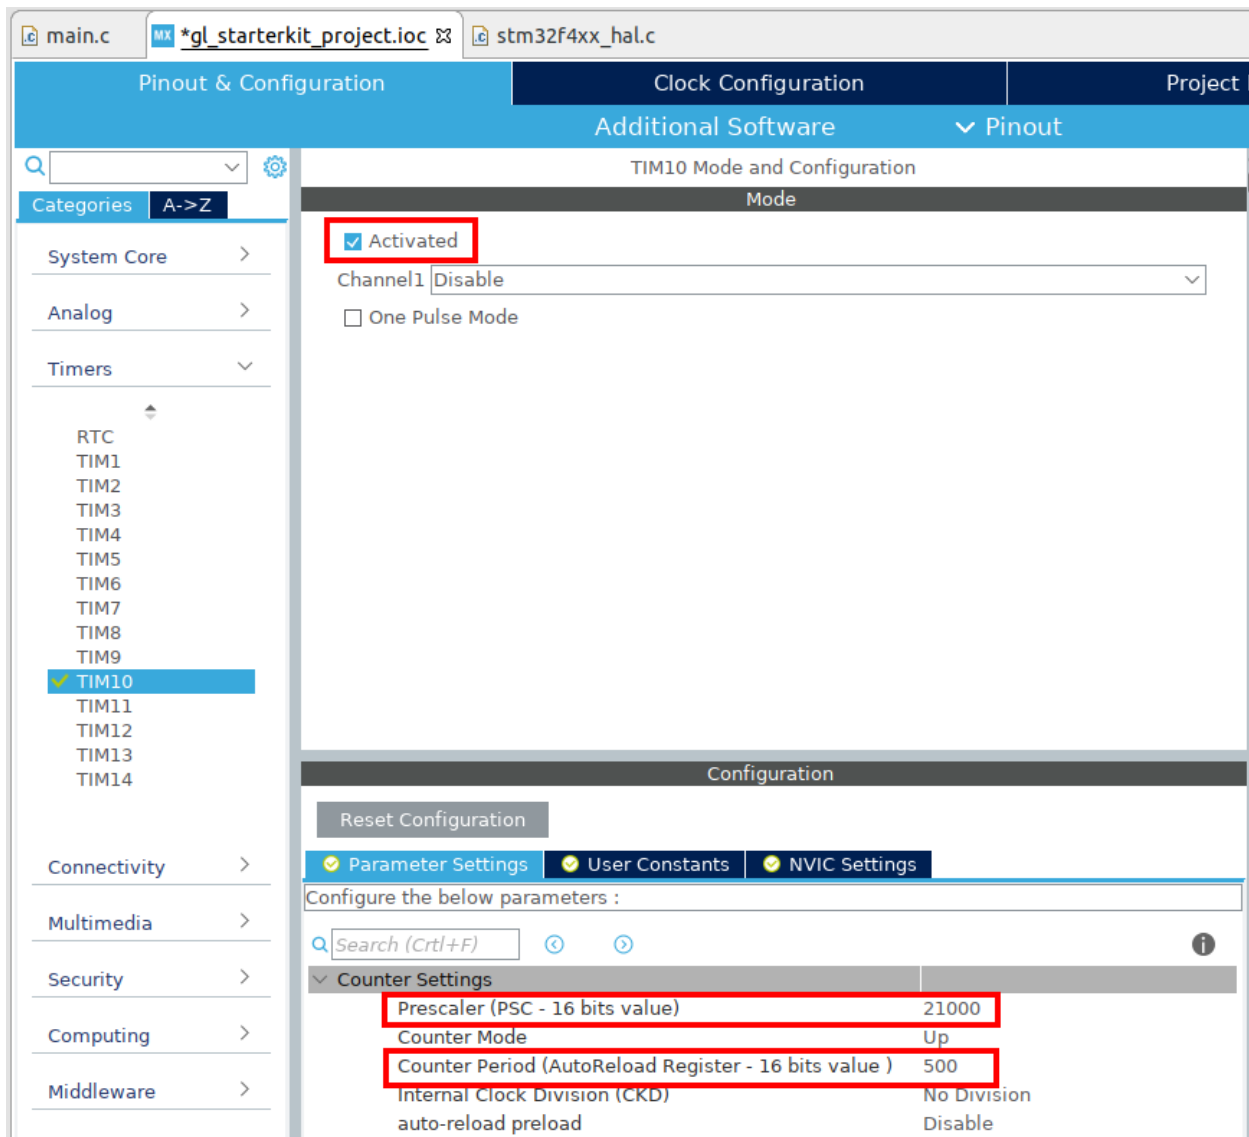 main.c
MX *gl_starterkit_project.ioc
stm32f4xx_hal.c
Pinout & Configuration
Clock Configuration
Project
Additional Software
Pinout
TIM10 Mode and Configuration
Categories
A->Z
Mode
System Core
Analog
Timers
RTC
TIM1
TIM2
TIM3
TIM4
TIM5
TIM6
TIM7
TIM8
TIM9
TIM10
TIM11
TIM12
TIM13
TIM14
Connectivity
Multimedia
Security
Computing
Middleware
Activated
Channel1 Disable
One Pulse Mode
Configuration
Reset Configuration
Parameter Settings
User Constants
NVIC Settings
Configure the below parameters :
Search (Crtl+F)
Counter Settings
Prescaler (PSC - 16 bits value) 21000
Counter Mode Up
Counter Period (AutoReload Register - 16 bits value ) 500
Internal Clock Division (CKD) No Division
auto-reload preload Disable